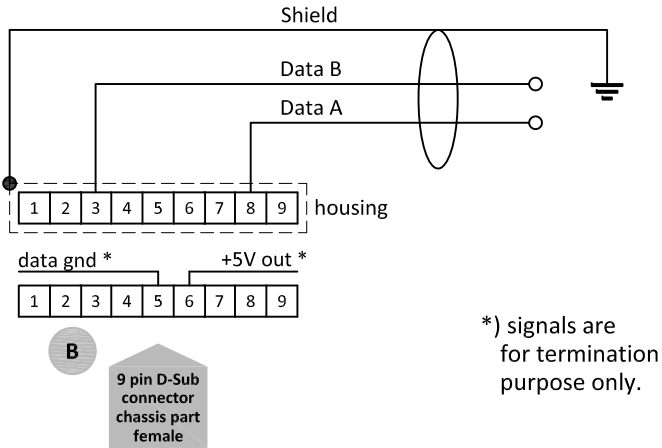 Shield
Data B
Data A
1 2 3 4 5 6 7 8 9 housing
data gnd * +5V out *
1 2 3 4 5 6 7 8 9
B
9 pin D-Sub
connector
chassis part
female
*) signals are
for termination
purpose only.